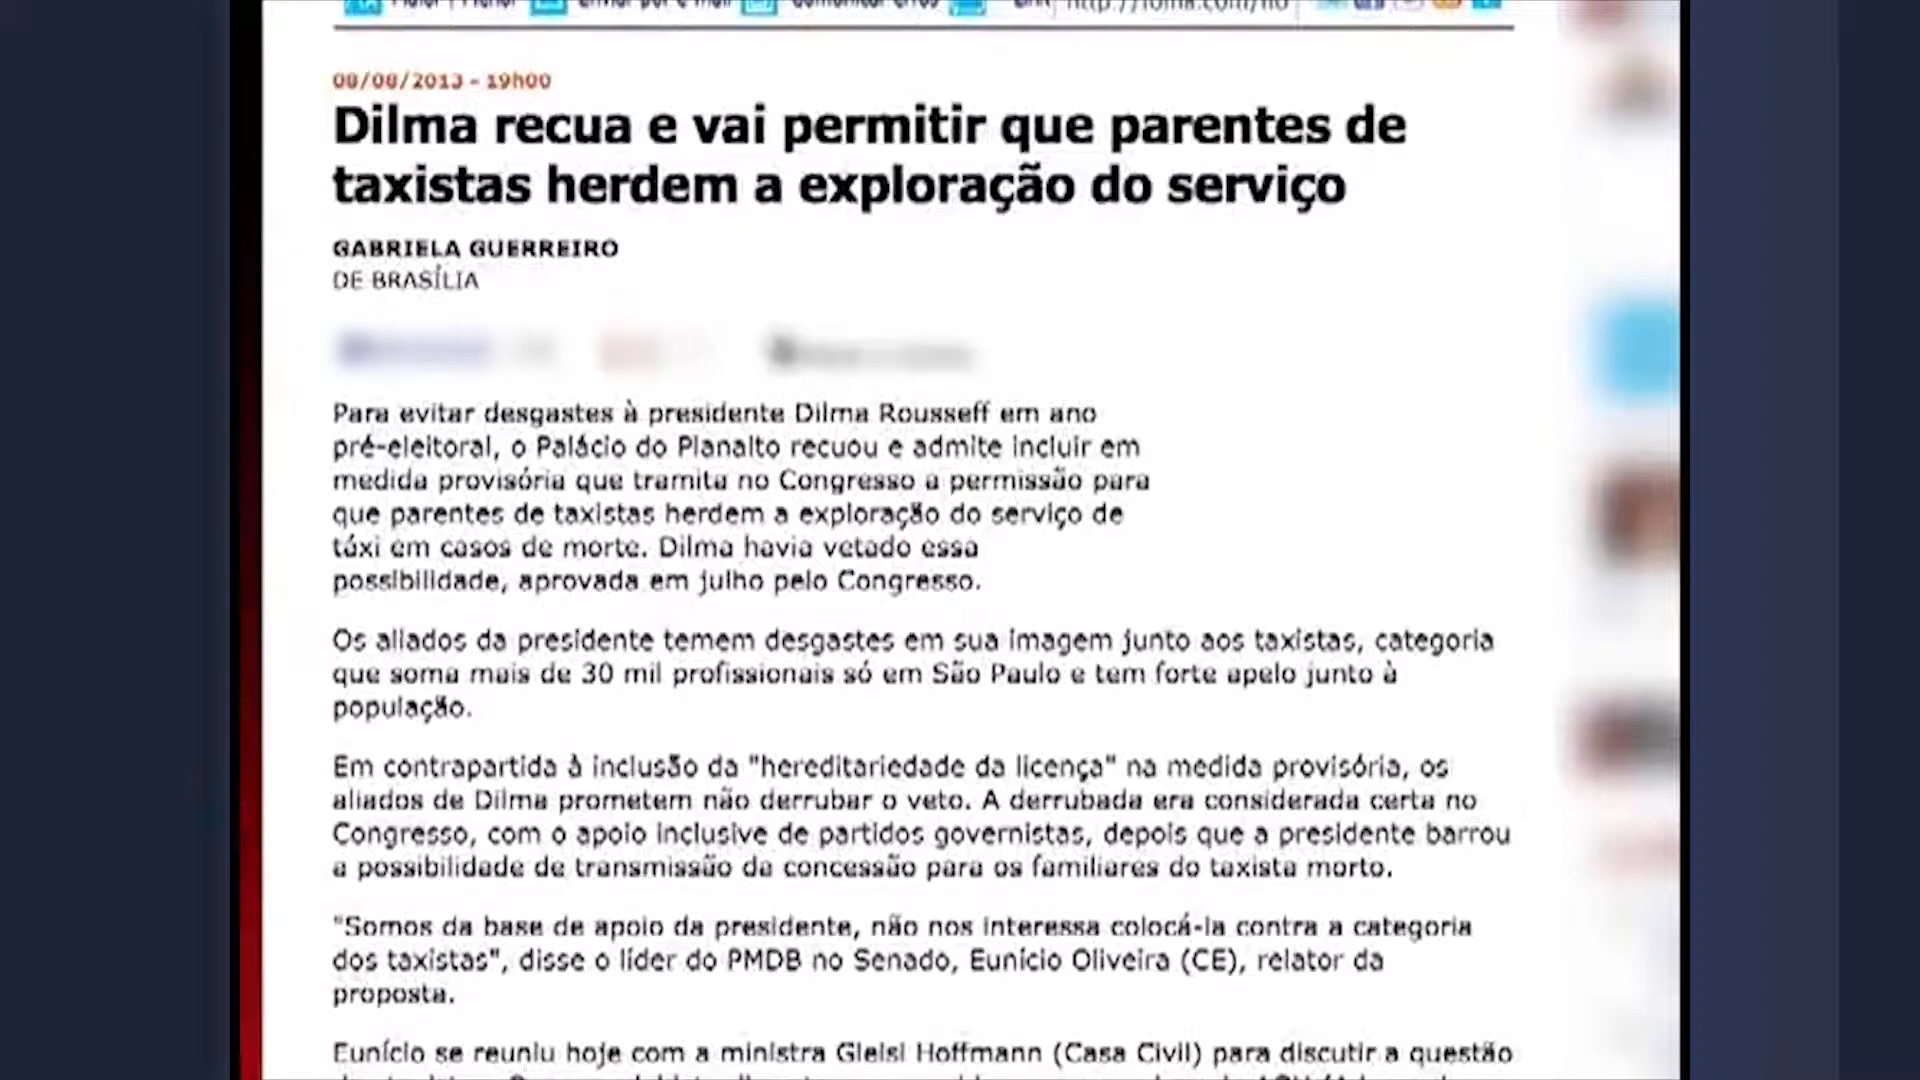 08/08/2013 - 19h00
Dilma recua e vai permitir que parentes de
taxistas herdem a exploração do serviço
GABRIELA GUERREIRO
DE BRASÍLIA
Para evitar desgastes à presidente Dilma Rousseff em ano
pré-eleitoral, o Palácio do Planalto recuou e admite incluir em
medida provisória que tramita no Congresso a permissão para
que parentes de taxistas herdem a exploração do serviço de
táxi em casos de morte. Dilma havia vetado essa
possibilidade, aprovada em julho pelo Congresso.
Os aliados da presidente temem desgastes em sua imagem junto aos taxistas, categoria
que soma mais de 30 mil profissionais só em São Paulo e tem forte apelo junto à
população.
Em contrapartida à inclusão da "hereditariedade da licença" na medida provisória, os
aliados de Dilma prometem não derrubar o veto. A derrubada era considerada certa no
Congresso, com o apoio inclusive de partidos governistas, depois que a presidente barrou
a possibilidade de transmissão da concessão para os familiares do taxista morto.
"Somos da base de apoio da presidente, não nos interessa colocá-la contra a categoria
dos taxistas", disse o líder do PMDB no Senado, Eunício Oliveira (CE), relator da
proposta.
Eunício se reuniu hoje com a ministra Gleisi Hoffmann (Casa Civil) para discutir a questão